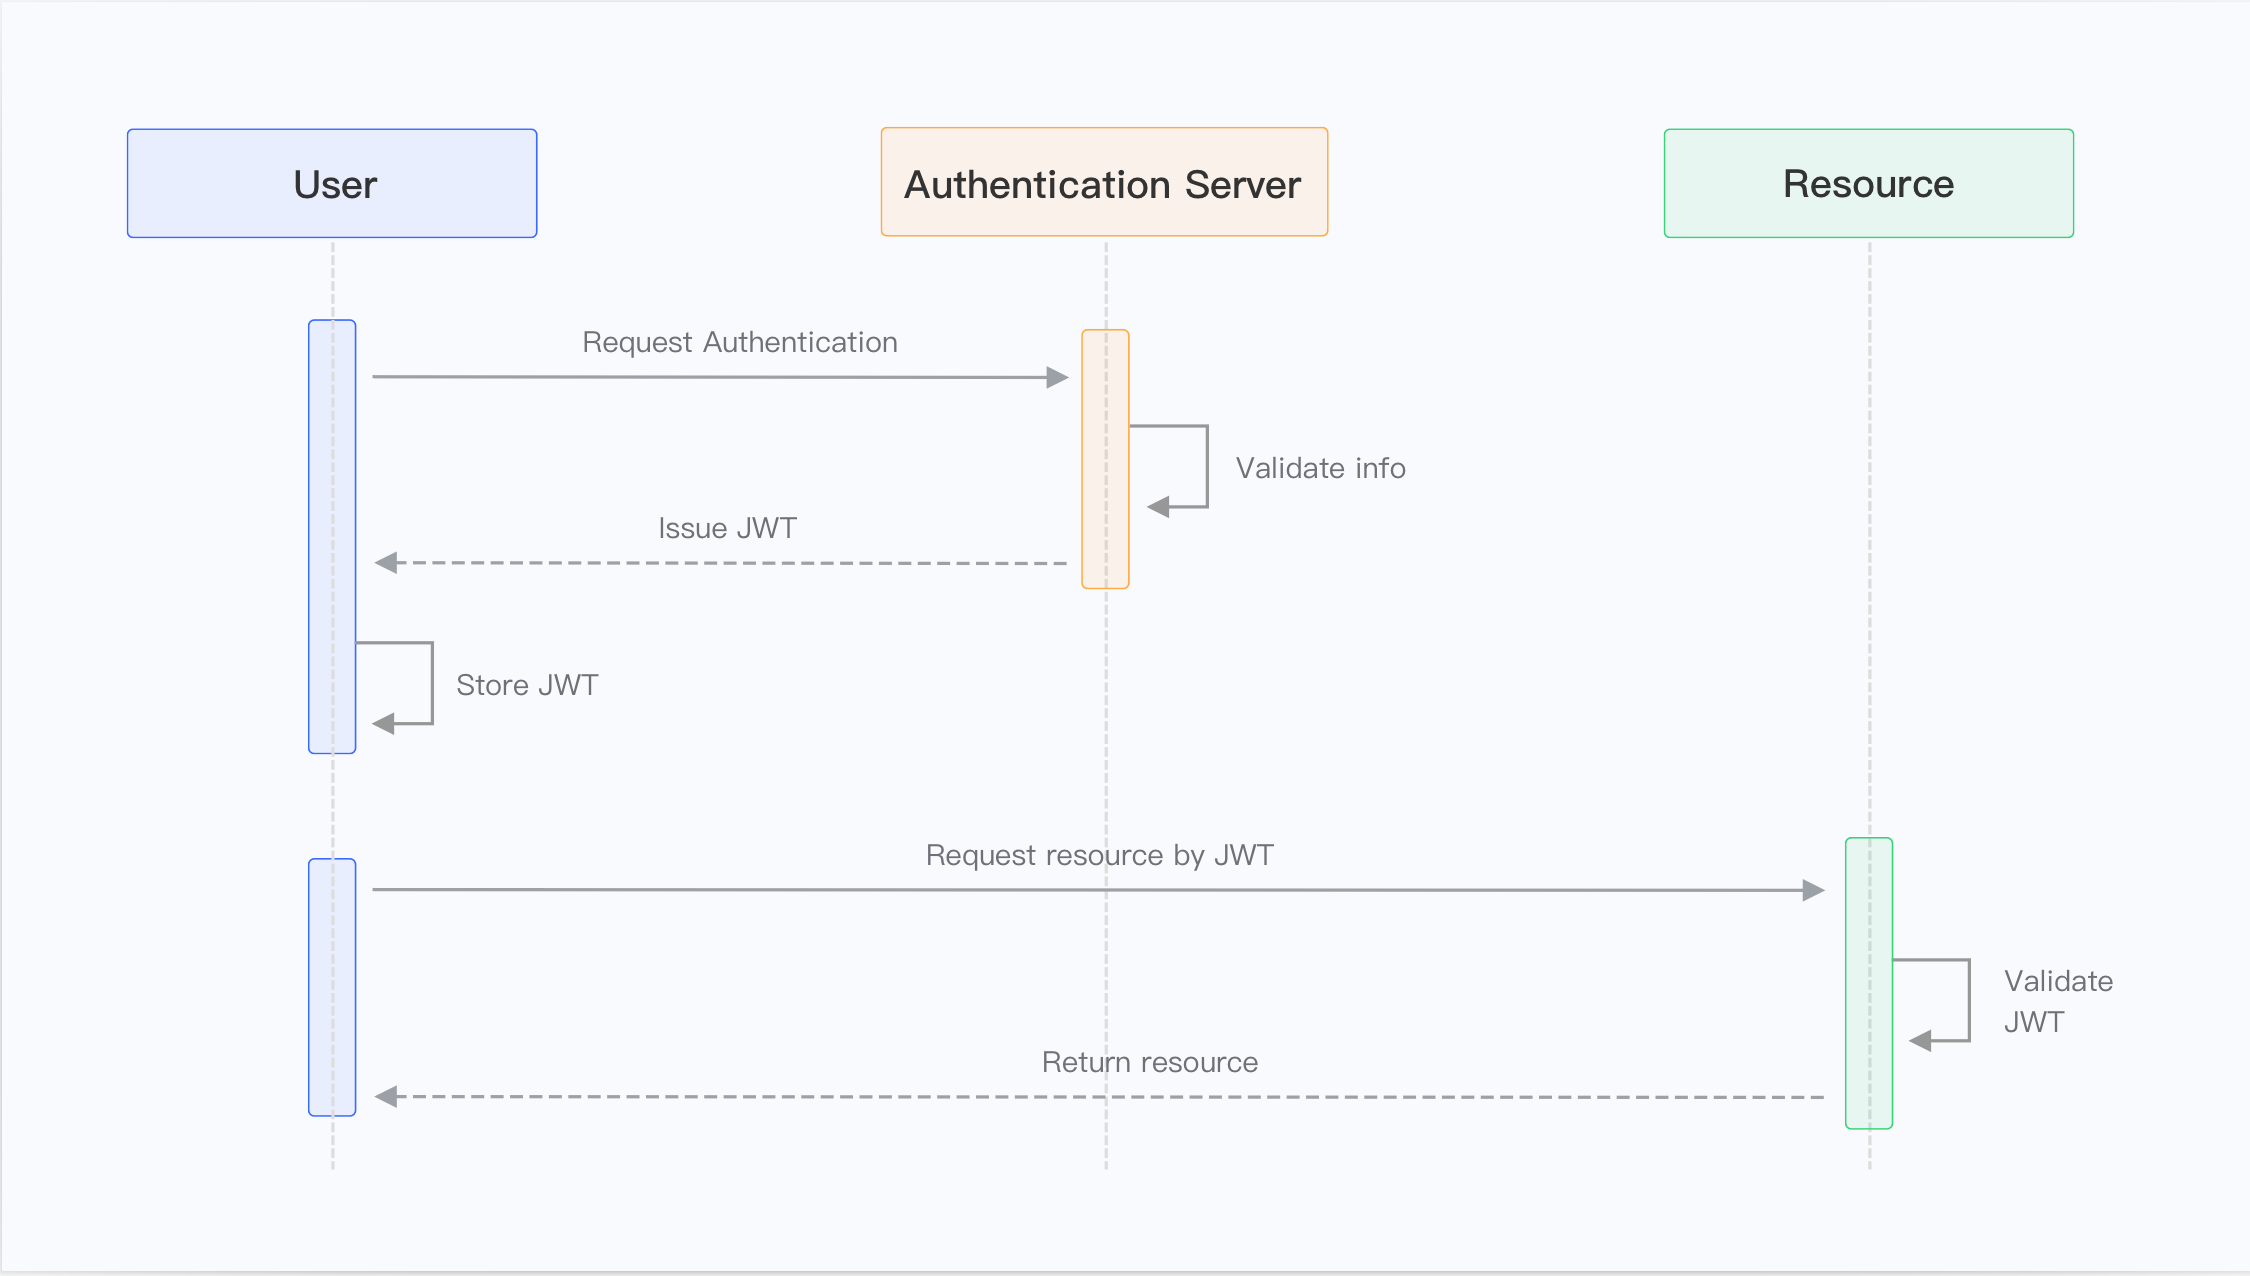 User
Authentication Server
Resource
Request Authentication
Validate info
Issue JWT
Store JWT
Request resource by JWT
Validate
JWT
Return resource